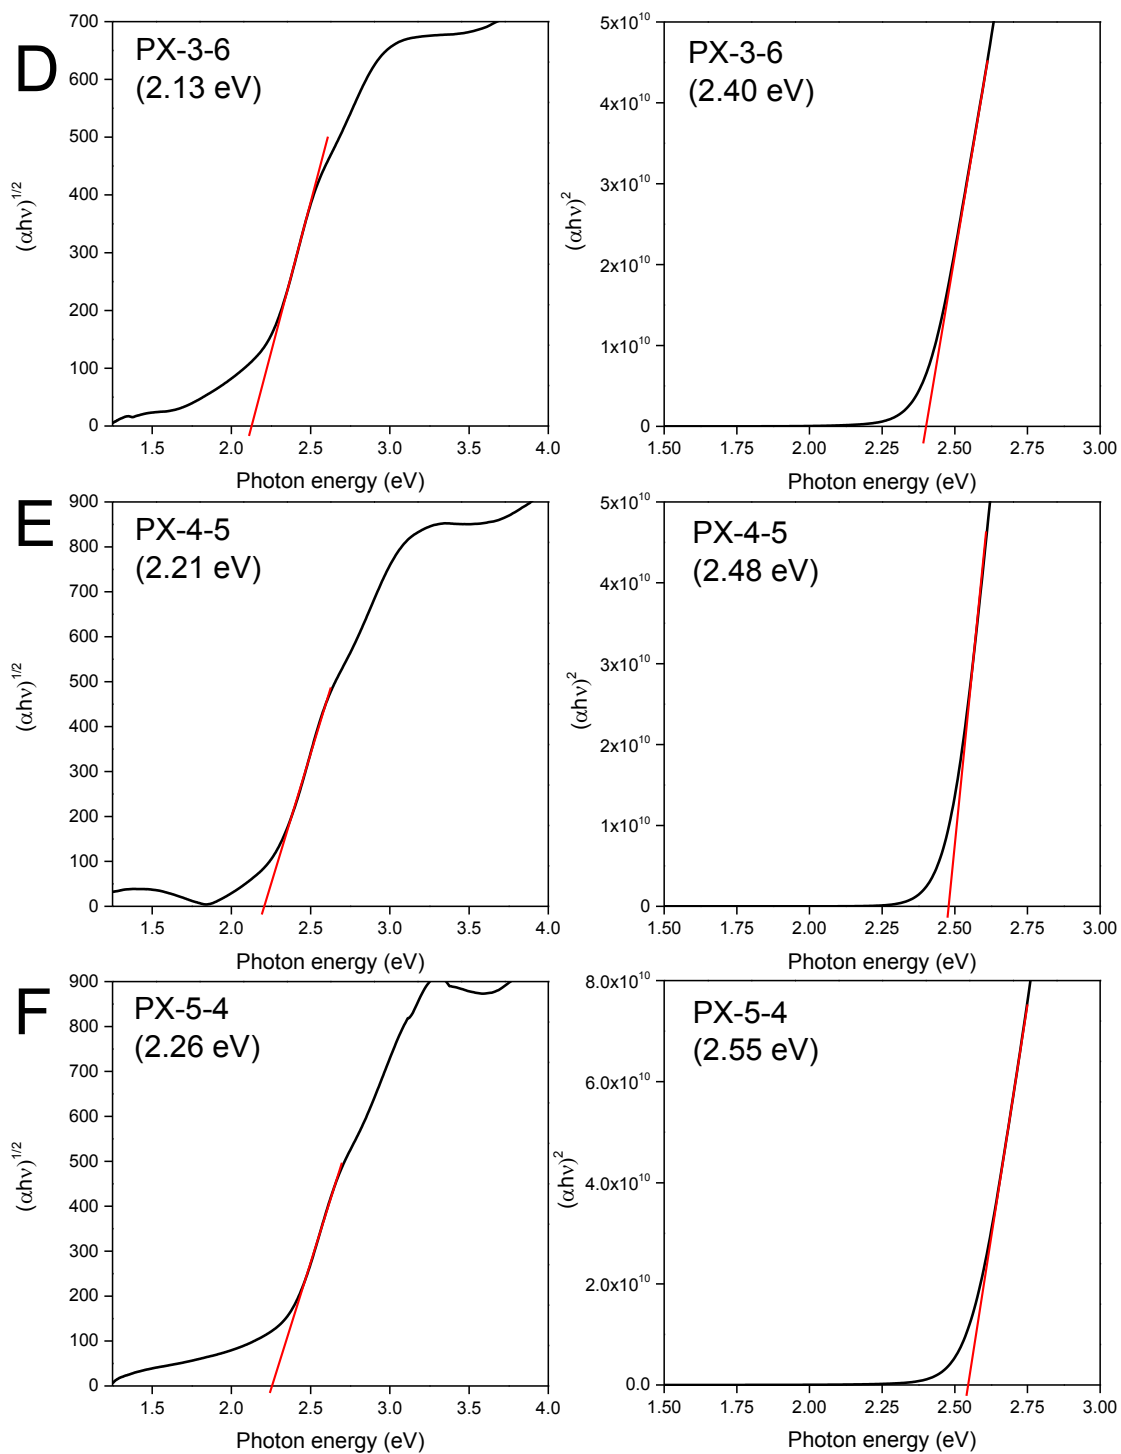 D
PX-3-6
(2.13 eV)
(αhν)1/2
700
600
500
400
300
200
100
0
1.5 2.0 2.5 3.0 3.5 4.0
Photon energy (eV)
PX-3-6
(2.40 eV)
(αhν)2
5x10^10
4x10^10
3x10^10
2x10^10
1x10^10
0
1.50 1.75 2.00 2.25 2.50 2.75 3.00
Photon energy (eV)
E
PX-4-5
(2.21 eV)
(αhν)1/2
900
800
700
600
500
400
300
200
100
0
1.5 2.0 2.5 3.0 3.5 4.0
Photon energy (eV)
PX-4-5
(2.48 eV)
(αhν)2
5x10^10
4x10^10
3x10^10
2x10^10
1x10^10
0
1.50 1.75 2.00 2.25 2.50 2.75 3.00
Photon energy (eV)
F
PX-5-4
(2.26 eV)
(αhν)1/2
900
800
700
600
500
400
300
200
100
0
1.5 2.0 2.5 3.0 3.5 4.0
Photon energy (eV)
PX-5-4
(2.55 eV)
(αhν)2
8.0x10^10
6.0x10^10
4.0x10^10
2.0x10^10
0.0
1.50 1.75 2.00 2.25 2.50 2.75 3.00
Photon energy (eV)